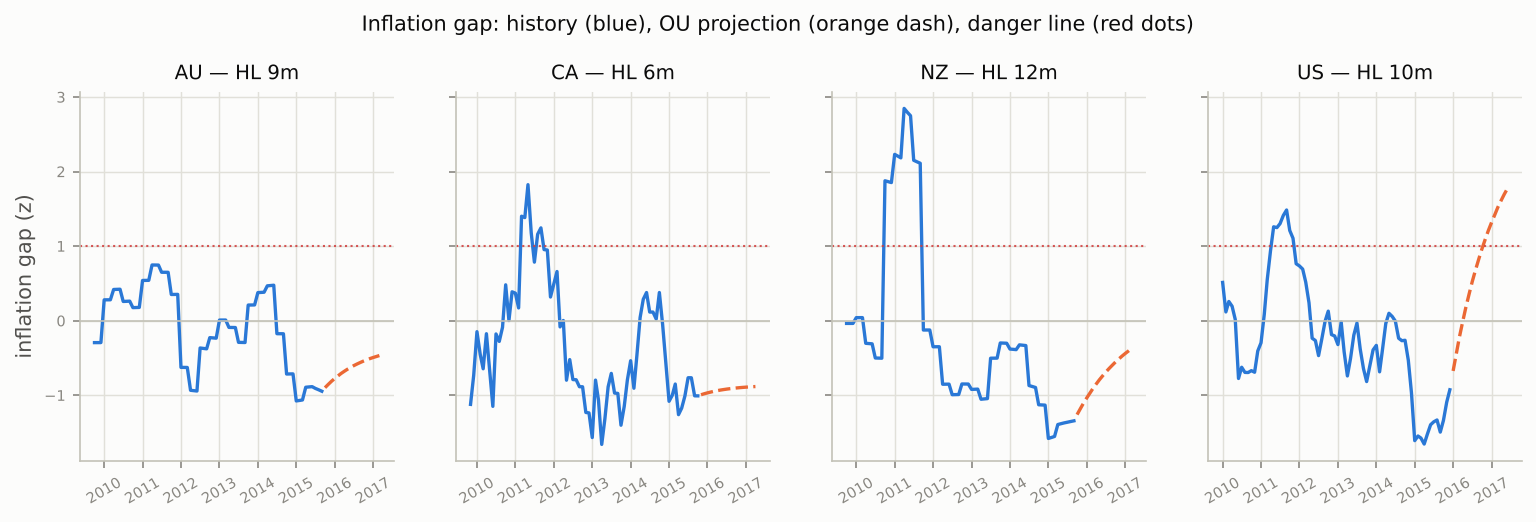 Inflation gap: history (blue), OU projection (orange dash), danger line (red dots)
AU — HL 9m
CA — HL 6m
NZ — HL 12m
US — HL 10m
inflation gap (z)
3
2
1
0
−1
2010 2011 2012 2013 2014 2015 2016 2017
2010 2011 2012 2013 2014 2015 2016 2017
2010 2011 2012 2013 2014 2015 2016 2017
2010 2011 2012 2013 2014 2015 2016 2017